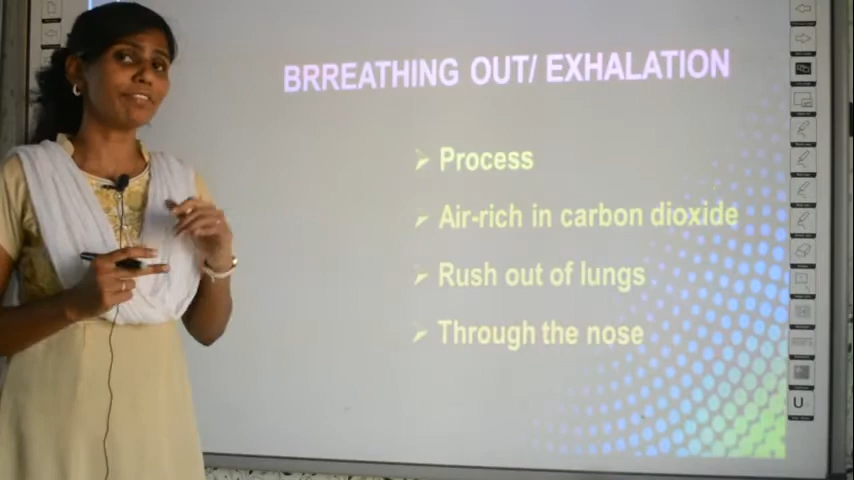 BRREATHING OUT/ EXHALATION
Process
Air-rich in carbon dioxide
Rush out of lungs
Through the nose
U